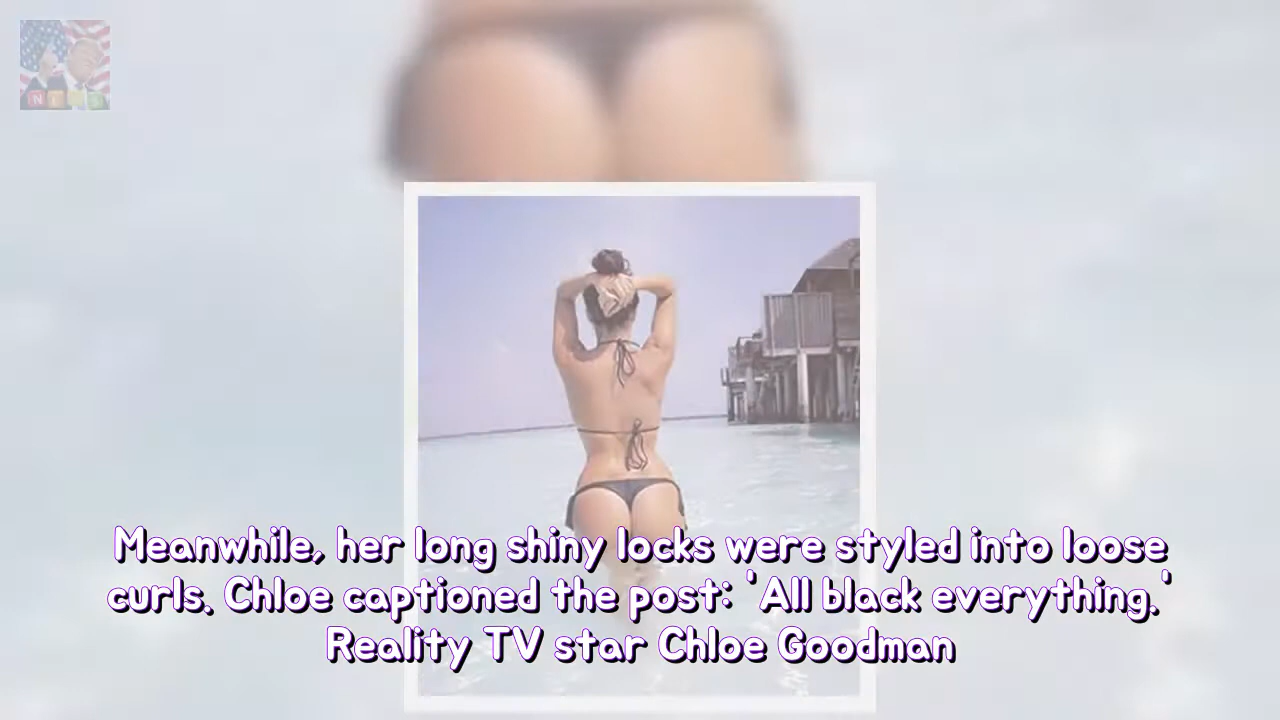 NEWS
Meanwhile, her long shiny locks were styled into loose
curls. Chloe captioned the post: 'All black everything.'
Reality TV star Chloe Goodman